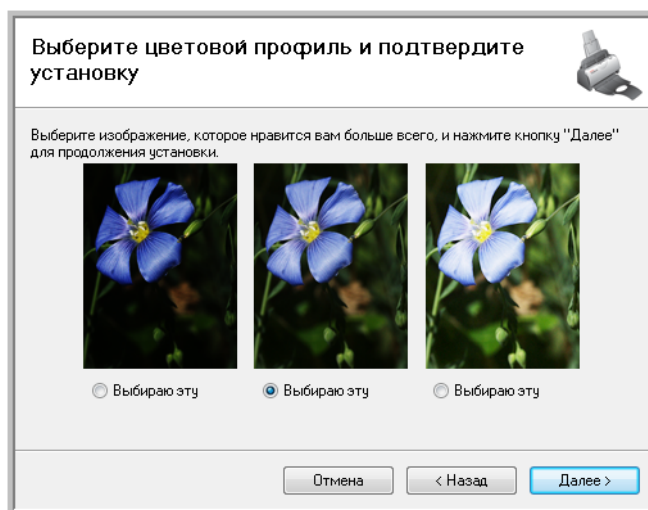 Выберите цветовой профиль и подтвердите
установку
Выберите изображение, которое нравится вам больше всего, и нажмите кнопку "Далее"
для продолжения установки.
Выбираю эту
Выбираю эту
Выбираю эту
Отмена
< Назад
Далее >